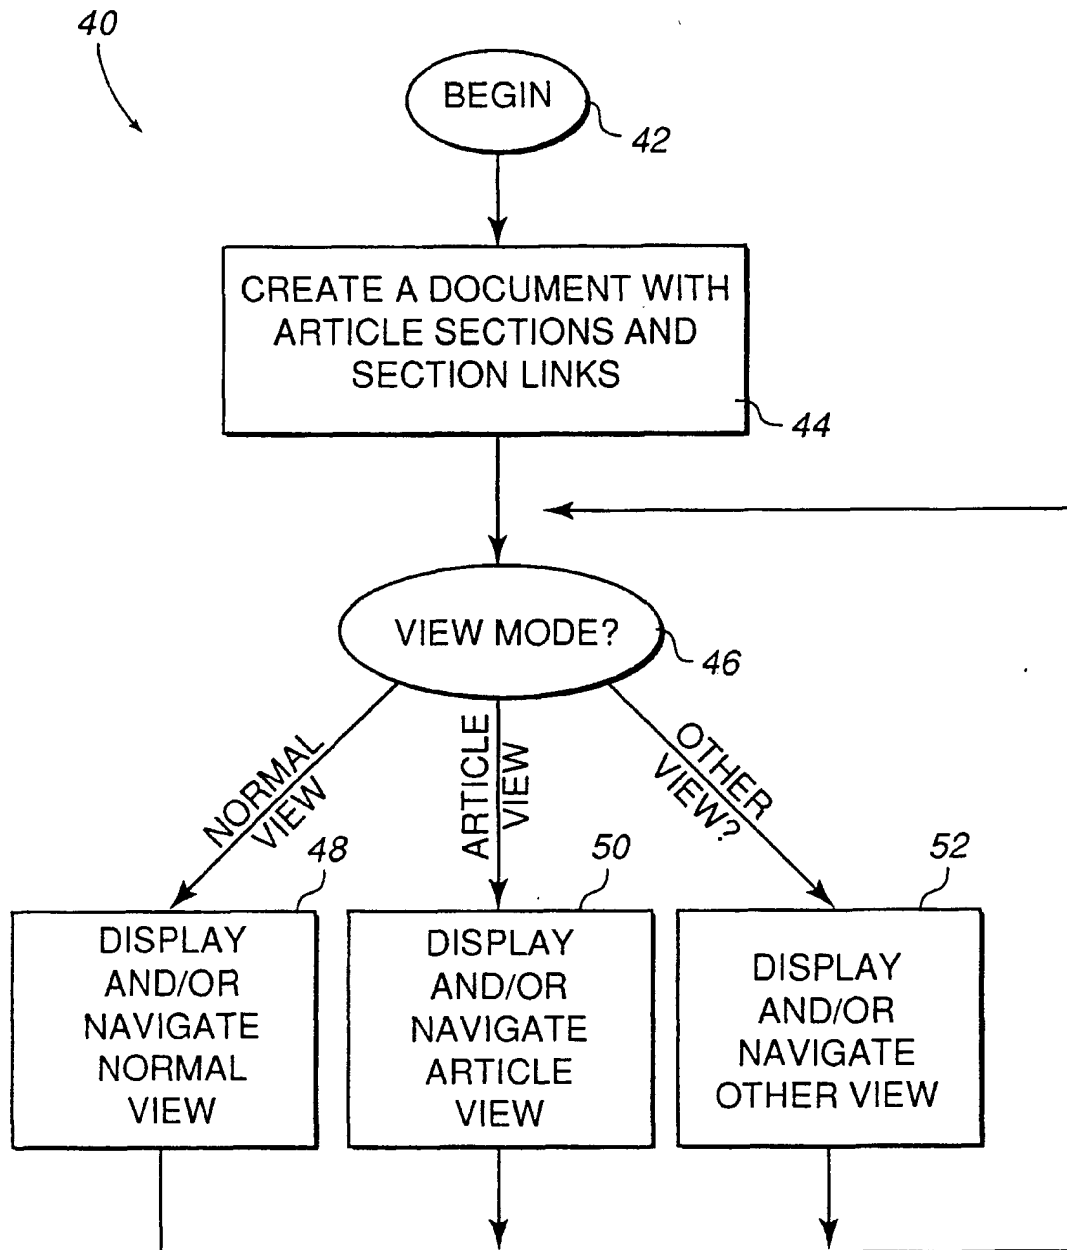 40
BEGIN
42
CREATE A DOCUMENT WITH
ARTICLE SECTIONS AND
SECTION LINKS
44
VIEW MODE?
46
NORMAL
VIEW
ARTICLE
VIEW
OTHER
VIEW?
48
DISPLAY
AND/OR
NAVIGATE
NORMAL
VIEW
50
DISPLAY
AND/OR
NAVIGATE
ARTICLE
VIEW
52
DISPLAY
AND/OR
NAVIGATE
OTHER VIEW